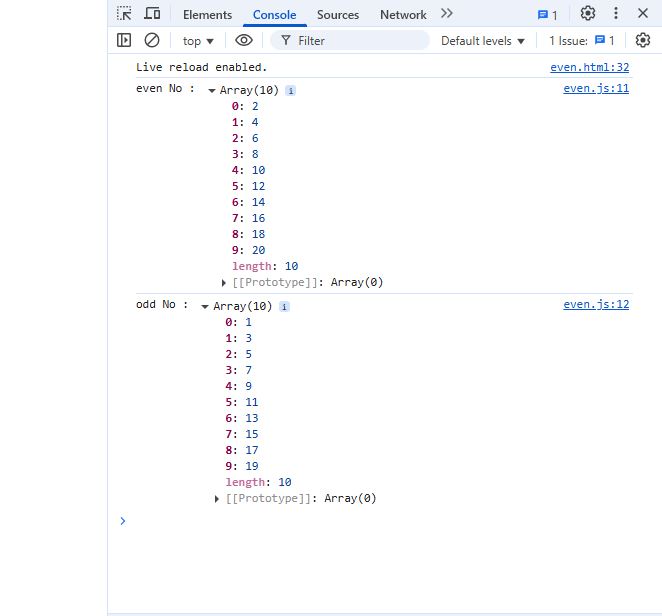 Elements Console Sources Network 1
top Filter Default levels 1 Issue: 1
Live reload enabled. even.html:32
even No : Array(10) i even.js:11
0: 2
1: 4
2: 6
3: 8
4: 10
5: 12
6: 14
7: 16
8: 18
9: 20
length: 10
[[Prototype]]: Array(0)
odd No : Array(10) i even.js:12
0: 1
1: 3
2: 5
3: 7
4: 9
5: 11
6: 13
7: 15
8: 17
9: 19
length: 10
[[Prototype]]: Array(0)